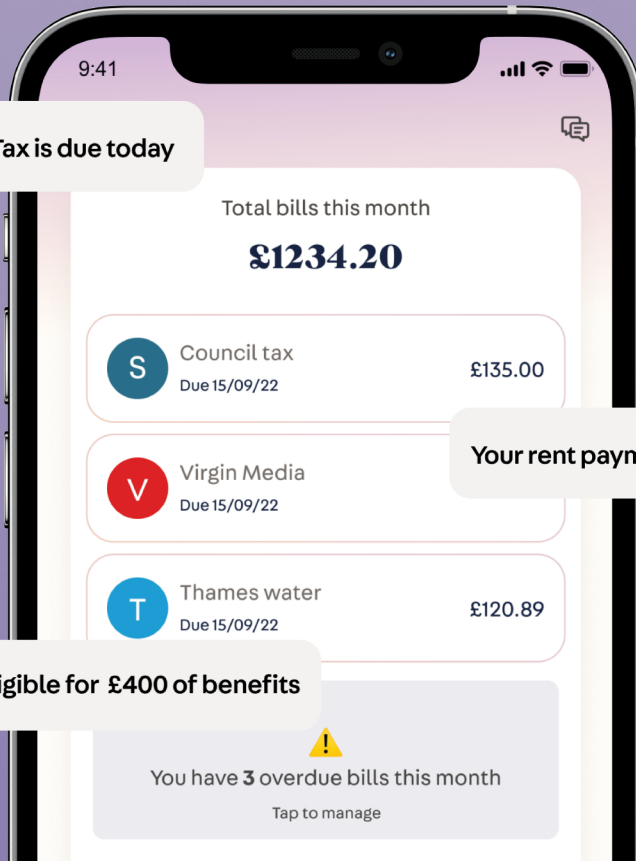 9:41
Tax is due today
Total bills this month
£1234.20
S
Council tax
£135.00
Due 15/09/22
Your rent
V
Virgin Media
Due 15/09/22
T
Thames water
£120.89
Due 15/09/22
for £400 of benefits
You have 3 overdue bills this month
Tap to manage